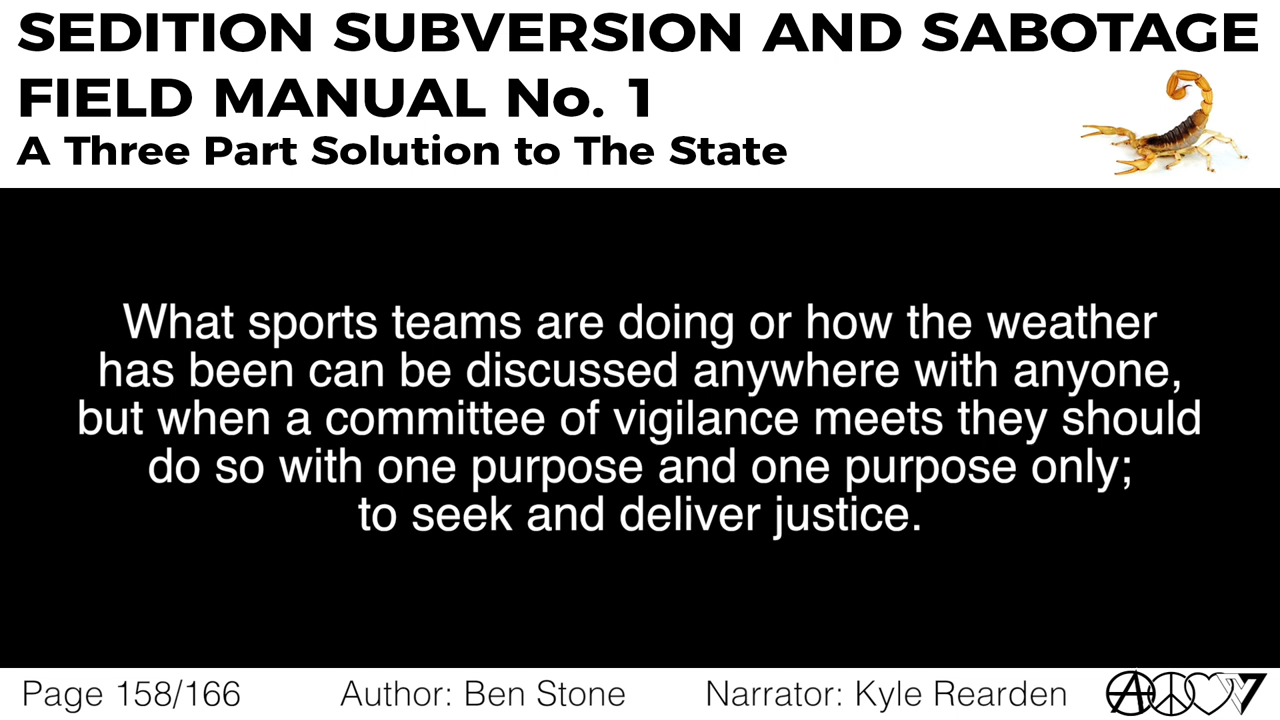 SEDITION SUBVERSION AND SABOTAGE
FIELD MANUAL No. 1
A Three Part Solution to The State
What sports teams are doing or how the weather
has been can be discussed anywhere with anyone,
but when a committee of vigilance meets they should
do so with one purpose and one purpose only;
to seek and deliver justice.
Page 158/166 Author: Ben Stone Narrator: Kyle Rearden